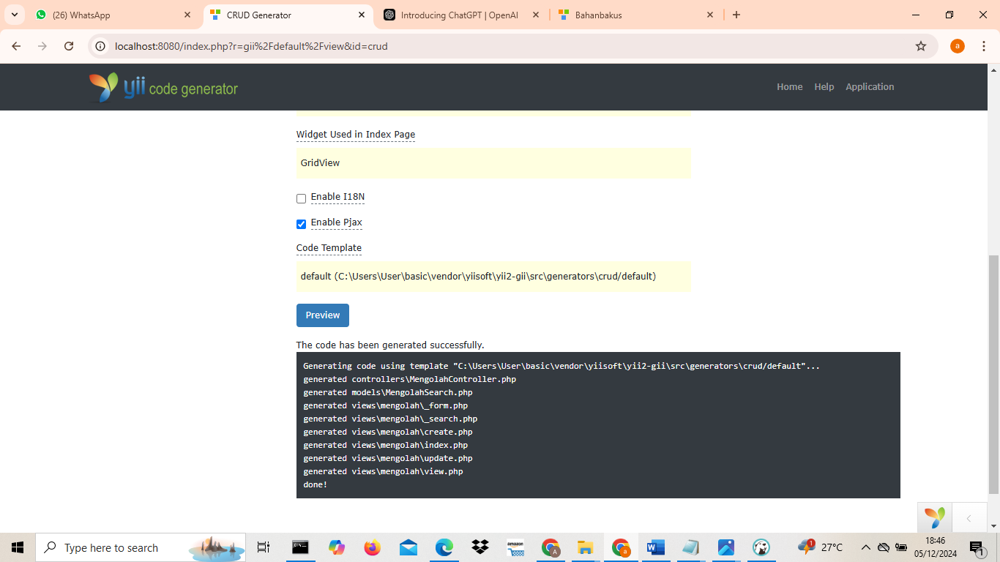 (26) WhatsApp
CRUD Generator
Introducing ChatGPT | OpenAI
Bahanbakus
localhost:8080/index.php?r=gii%2Fdefault%2Fview&id=crud
a
yii code generator
Home Help Application
Widget Used in Index Page
GridView
Enable I18N
Enable Pjax
Code Template
default (C:\Users\User\basic\vendor\yiisoft\yii2-gii\src\generators\crud/default)
Preview
The code has been generated successfully.
Generating code using template "C:\Users\User\basic\vendor\yiisoft\yii2-gii\src\generators\crud/default"...
generated controllers\MengolahController.php
generated models\MengolahSearch.php
generated views\mengolah\_form.php
generated views\mengolah\_search.php
generated views\mengolah\create.php
generated views\mengolah\index.php
generated views\mengolah\update.php
generated views\mengolah\view.php
done!
Type here to search
amazon
A
a
W
1
27°C
18:46
05/12/2024
1